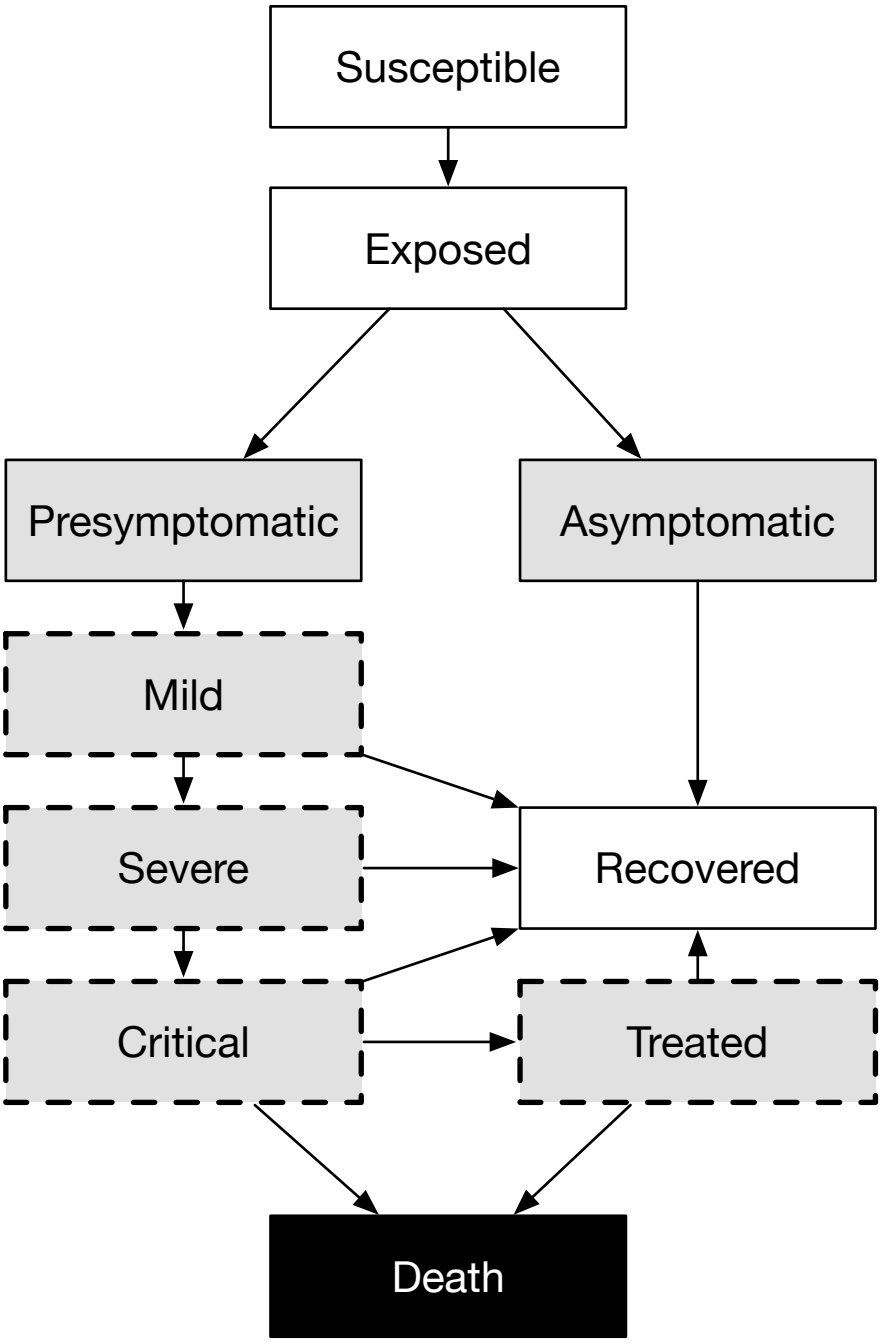 Susceptible
Exposed
Presymptomatic
Asymptomatic
Mild
Severe
Recovered
Critical
Treated
Death